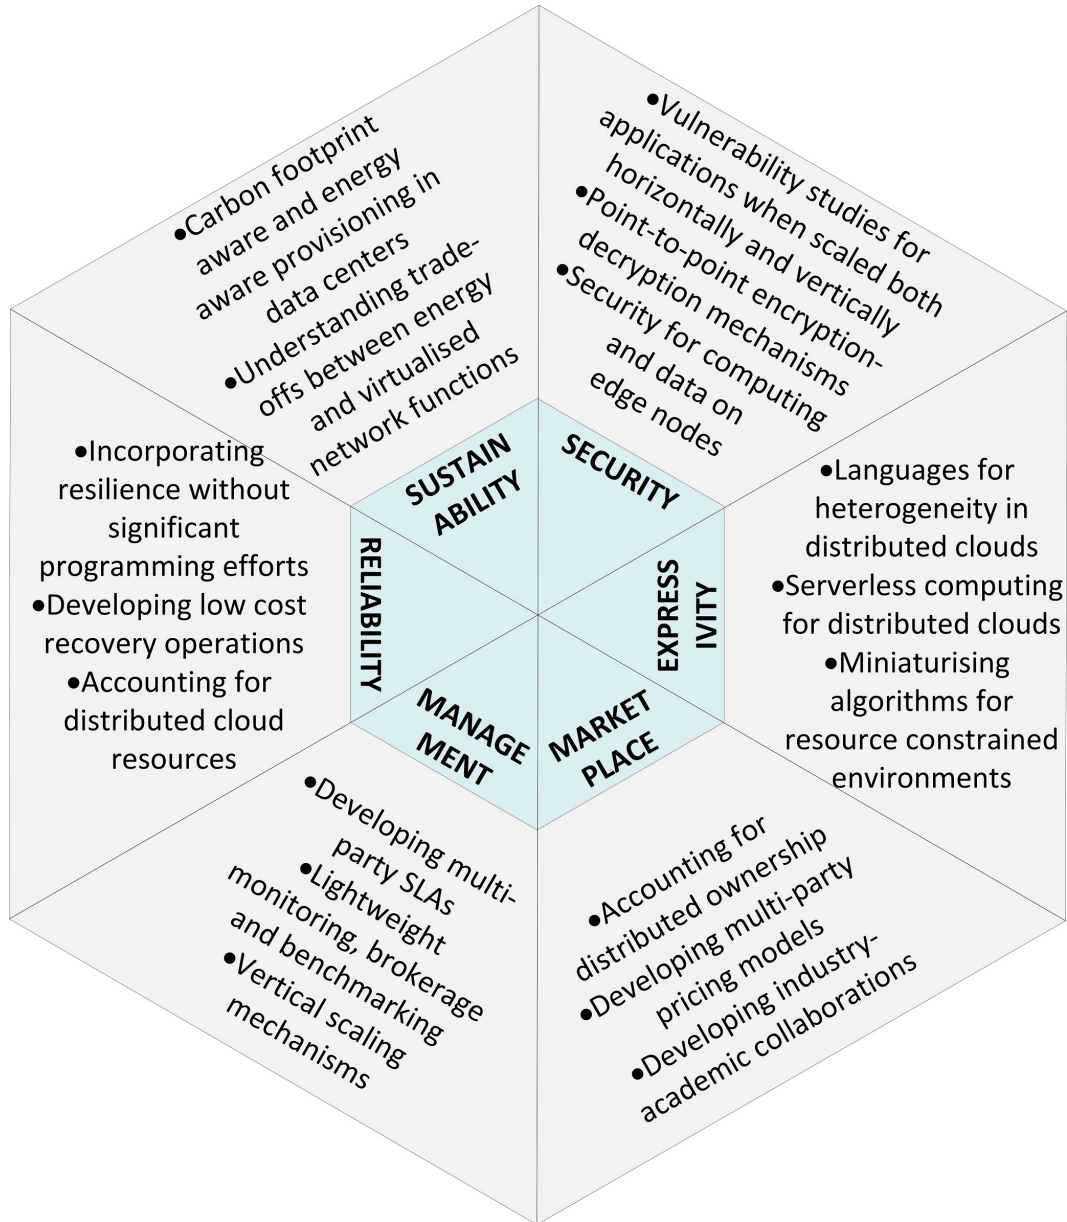 •Carbon footprint
aware and energy
aware provisioning in
data centers
•Understanding trade-
offs between energy
and virtualised
network functions
SUSTAIN
ABILITY
•Vulnerability studies for
applications when scaled both
horizontally and vertically
•Point-to-point encryption-
decryption mechanisms
•Security for computing
and data on
edge nodes
SECURITY
•Incorporating
resilience without
significant
programming efforts
•Developing low cost
recovery operations
•Accounting for
distributed cloud
resources
RELIABILITY
EXPRESS
IVITY
•Languages for
heterogeneity in
distributed clouds
•Serverless computing
for distributed clouds
•Miniaturising
algorithms for
resource constrained
environments
MANAGE
MENT
•Developing multi-
party SLAs
•Lightweight
monitoring, brokerage
and benchmarking
•Vertical scaling
mechanisms
MARKET
PLACE
•Accounting for
distributed ownership
•Developing multi-party
pricing models
•Developing industry-
academic collaborations